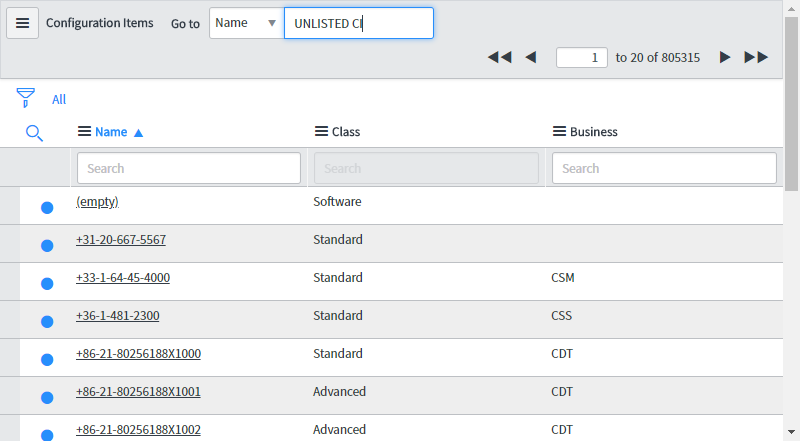 Configuration Items Go to Name UNLISTED CI
1 to 20 of 805315
All
Name Class Business
Search Search Search
(empty) Software
+31-20-667-5567 Standard
+33-1-64-45-4000 Standard CSM
+36-1-481-2300 Standard CSS
+86-21-80256188X1000 Standard CDT
+86-21-80256188X1001 Advanced CDT
+86-21-80256188X1002 Advanced CDT